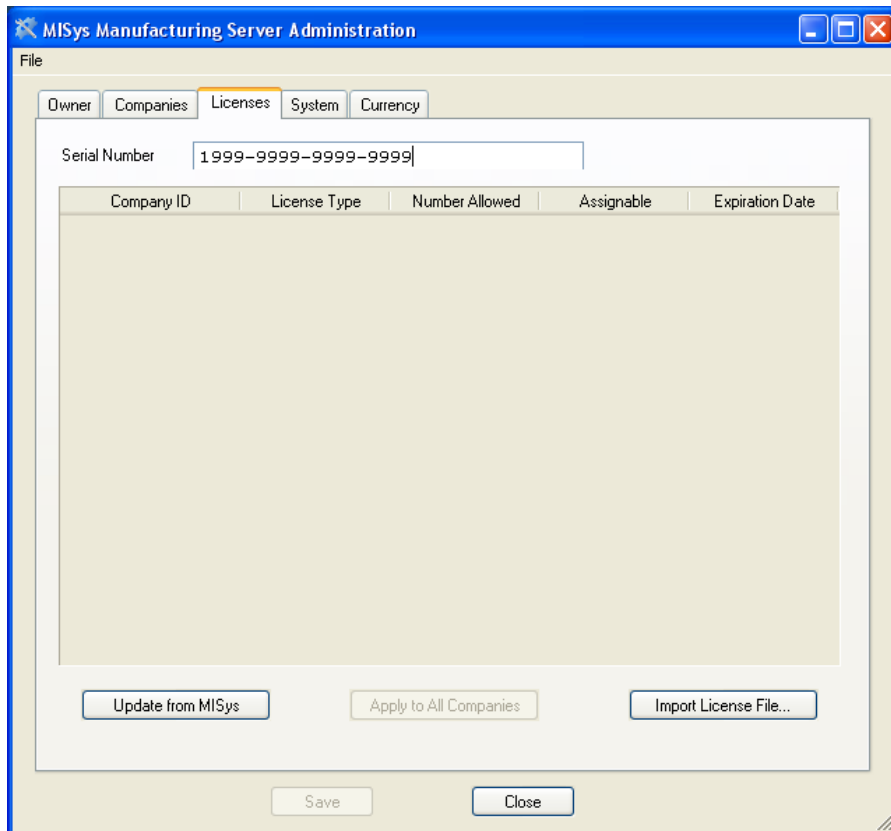 MISys Manufacturing Server Administration
File
Owner Companies Licenses System Currency
Serial Number 1999-9999-9999-9999
Company ID License Type Number Allowed Assignable Expiration Date
Update from MISys Apply to All Companies Import License File...
Save Close